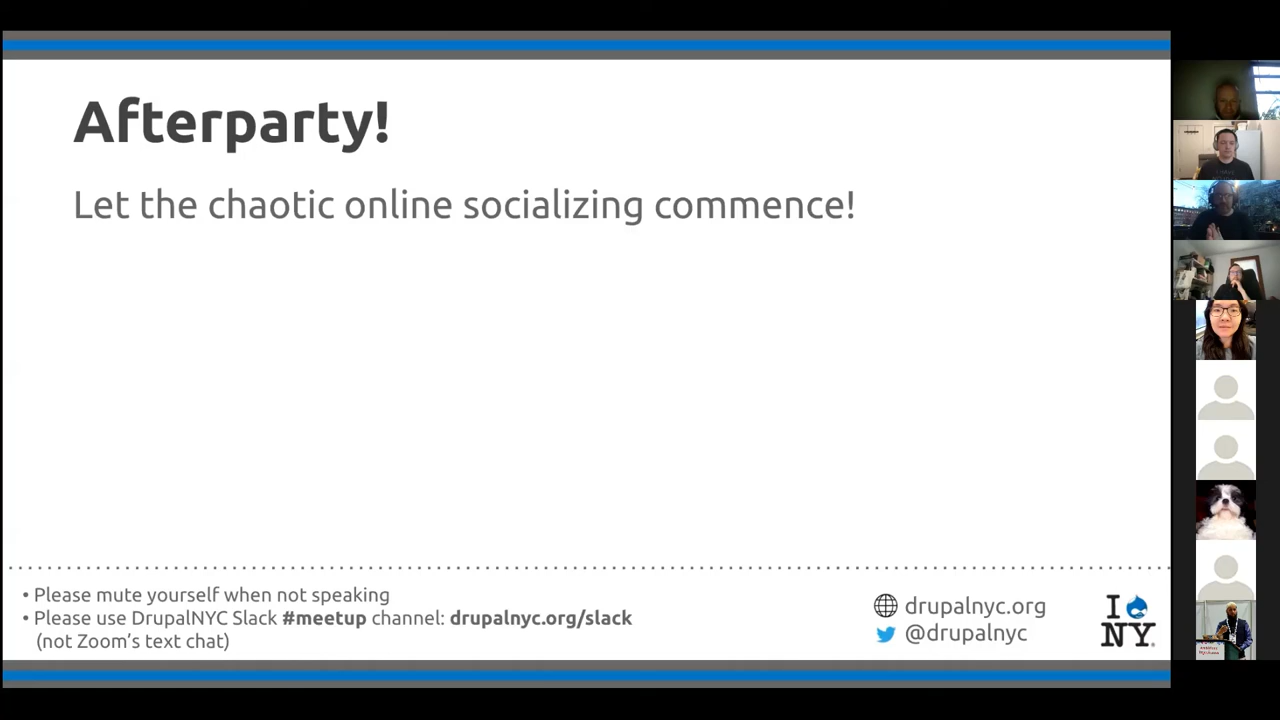 Afterparty!
Let the chaotic online socializing commence!
• Please mute yourself when not speaking
• Please use DrupalNYC Slack #meetup channel: drupalnyc.org/slack
(not Zoom's text chat)
drupalnyc.org
@drupalnyc
I
NY.